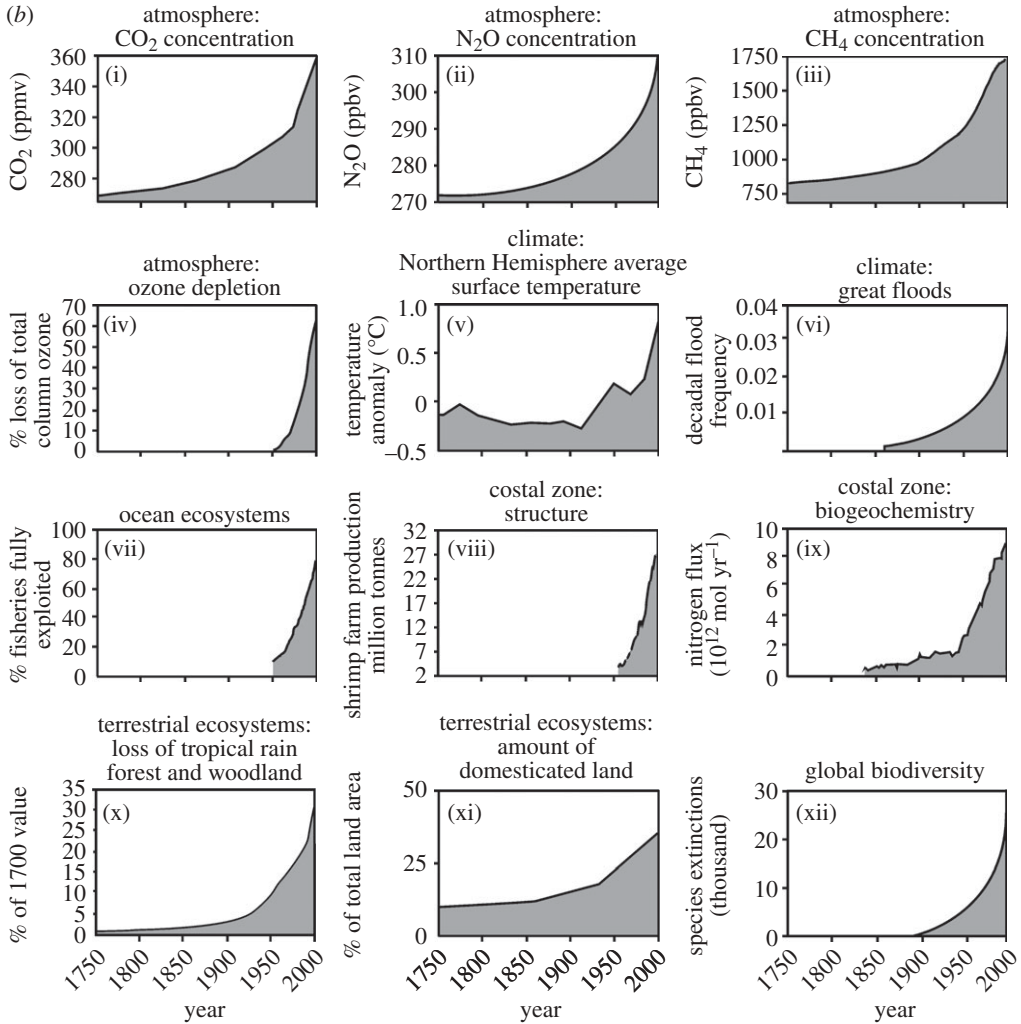 (b)
atmosphere:
CO2 concentration
CO2 (ppmv)
(i)
360
340
320
300
280
atmosphere:
N2O concentration
N2O (ppbv)
(ii)
310
300
290
280
270
atmosphere:
CH4 concentration
CH4 (ppbv)
(iii)
1750
1500
1250
1000
750
atmosphere:
ozone depletion
% loss of total
column ozone
(iv)
70
60
50
40
30
20
10
0
climate:
Northern Hemisphere average
surface temperature
temperature
anomaly (°C)
(v)
1.0
0.5
0
–0.5
climate:
great floods
decadal flood
frequency
(vi)
0.04
0.03
0.02
0.01
ocean ecosystems
% fisheries fully
exploited
(vii)
100
80
60
40
20
0
costal zone:
structure
shrimp farm production
million tonnes
(viii)
32
27
22
17
12
7
2
costal zone:
biogeochemistry
nitrogen flux
(10^12 mol yr^–1)
(ix)
10
8
6
4
2
0
terrestrial ecosystems:
loss of tropical rain
forest and woodland
% of 1700 value
(x)
35
30
25
20
15
10
5
0
1750 1800 1850 1900 1950 2000
year
terrestrial ecosystems:
amount of
domesticated land
% of total land area
(xi)
50
25
0
1750 1800 1850 1900 1950 2000
year
global biodiversity
species extinctions
(thousand)
(xii)
30
20
10
0
1750 1800 1850 1900 1950 2000
year